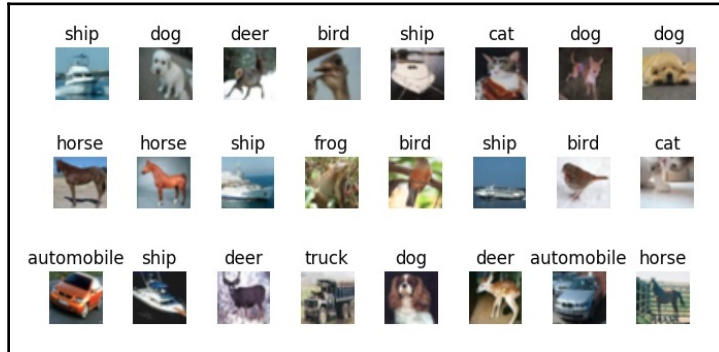 ship dog deer bird ship cat dog dog
horse horse ship frog bird ship bird cat
automobile ship deer truck dog deer automobile horse